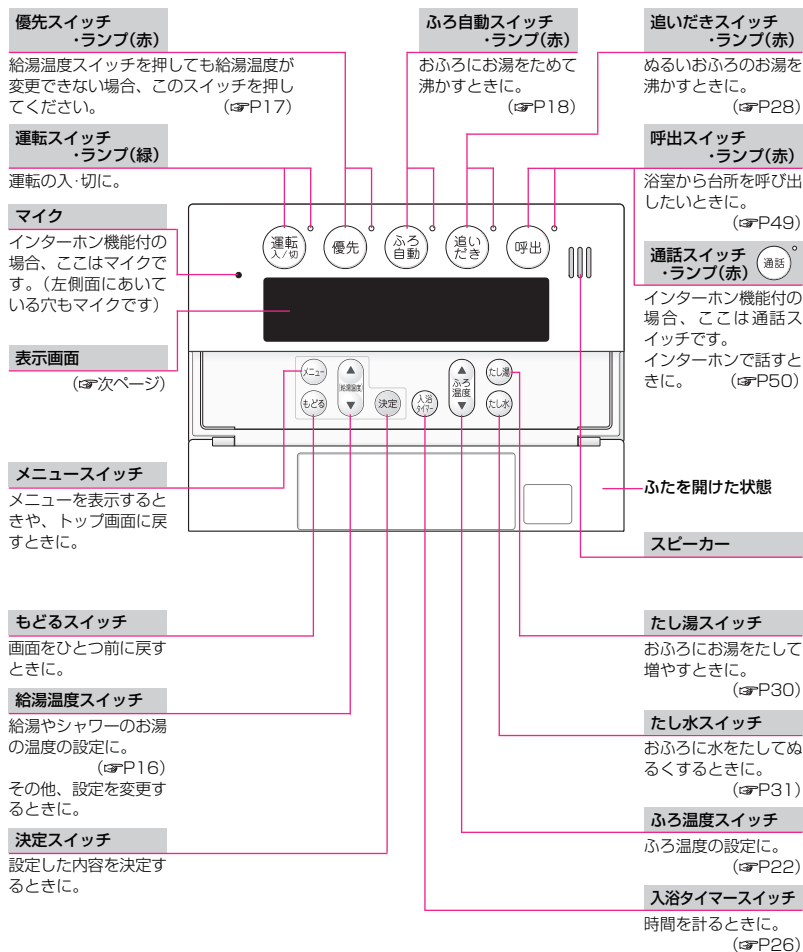 優先スイッチ
・ランプ(赤)
給湯温度スイッチを押しても給湯温度が
変更できない場合、このスイッチを押し
てください。 (☞P17)
運転スイッチ
・ランプ(緑)
運転の入・切に。
マイク
インターホン機能付の
場合、ここはマイクで
す。(左側面にあいて
いる穴もマイクです)
表示画面
(☞次ページ)
メニュースイッチ
メニューを表示すると
きや、トップ画面に戻
すときに。
もどるスイッチ
画面をひとつ前に戻す
ときに。
給湯温度スイッチ
給湯やシャワーのお湯
の温度の設定に。
(☞P16)
その他、設定を変更す
るときに。
決定スイッチ
設定した内容を決定す
るときに。
ふろ自動スイッチ
・ランプ(赤)
おふろにお湯をためて
沸かすときに。
(☞P18)
運転
入/切
優先
ふろ
自動
追い
だき
呼出
メニュー
▲
給湯温度
▼
もどる
決定
入浴
タイマー
▲
ふろ
温度
▼
たし湯
たし水
追いだきスイッチ
・ランプ(赤)
ぬるいおふろのお湯を
沸かすときに。
(☞P28)
呼出スイッチ
・ランプ(赤)
浴室から台所を呼び出
したいときに。
(☞P49)
通話スイッチ
・ランプ(赤)
通話
インターホン機能付の
場合、ここは通話ス
イッチです。
インターホンで話すと
きに。 (☞P50)
ふたを開けた状態
スピーカー
たし湯スイッチ
おふろにお湯をたして
増やすときに。
(☞P30)
たし水スイッチ
おふろに水をたしてぬ
るくするときに。
(☞P31)
ふろ温度スイッチ
ふろ温度の設定に。
(☞P22)
入浴タイマースイッチ
時間を計るときに。
(☞P26)